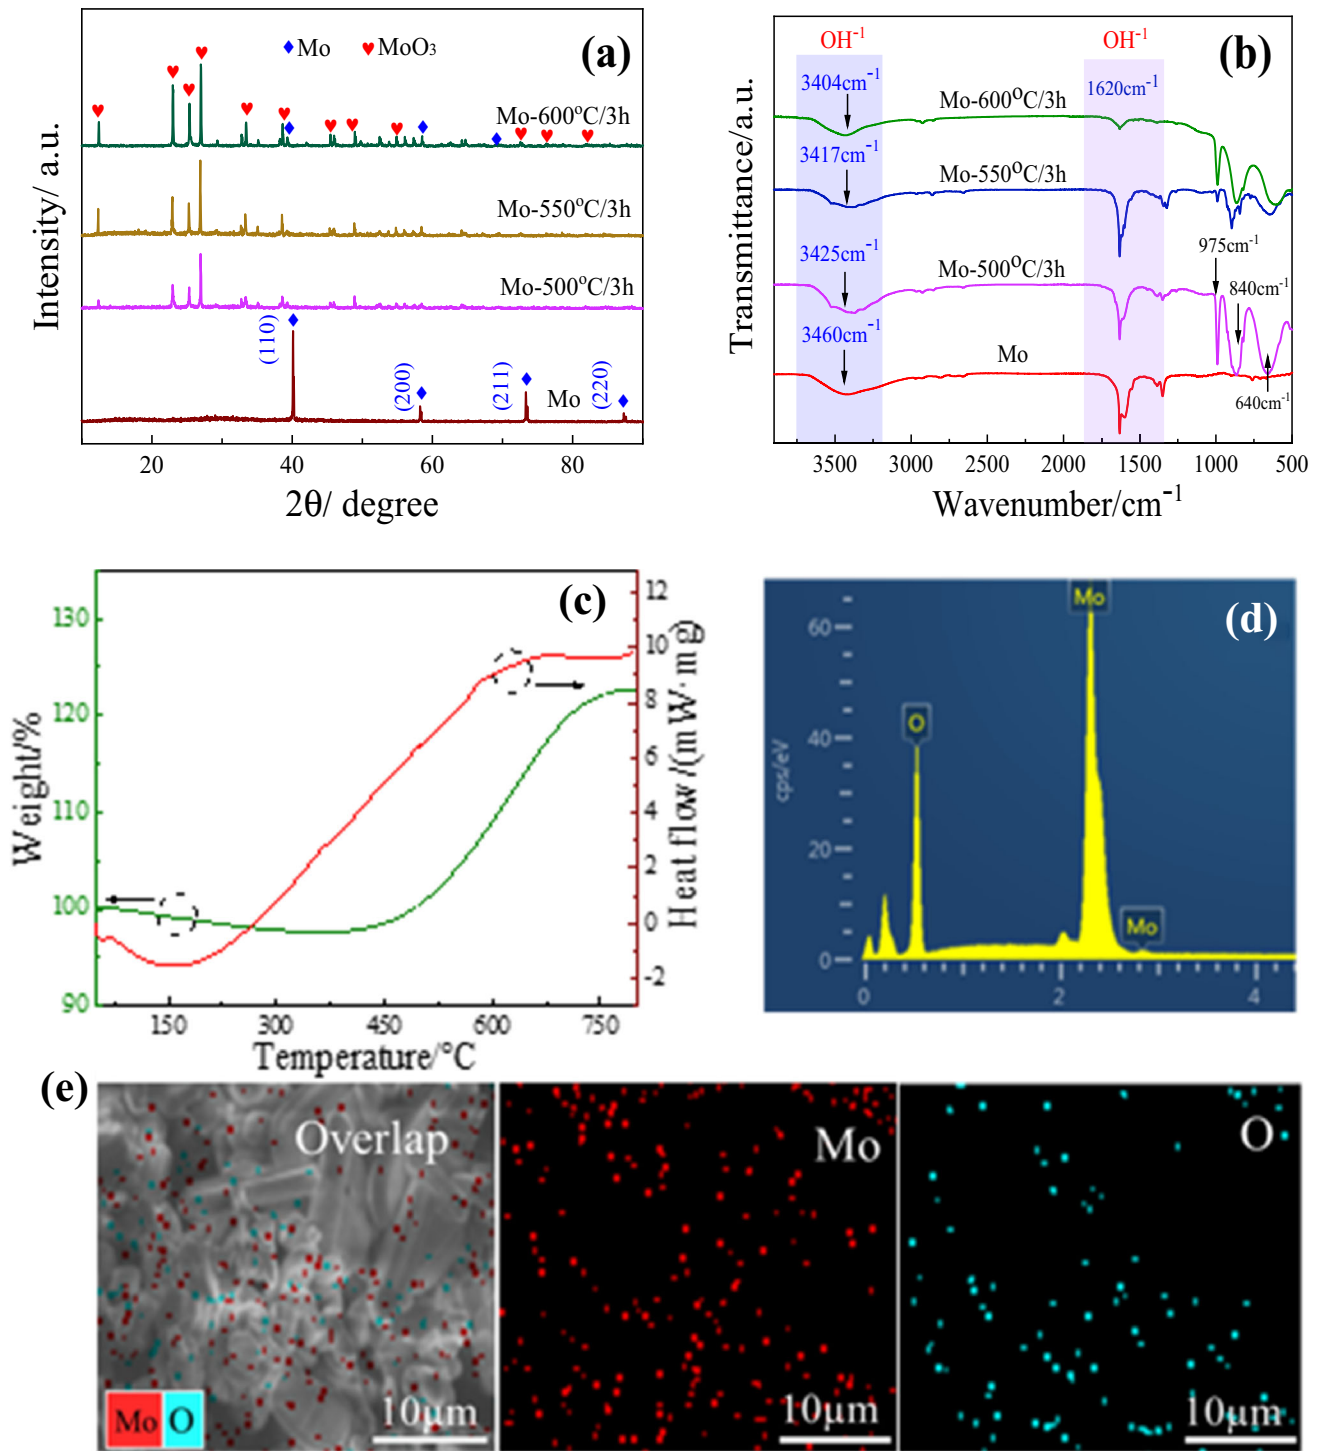 (a)
Mo MoO3
Mo-600°C/3h
Mo-550°C/3h
Mo-500°C/3h
(110)
(200)
(211)
(220)
Mo
Intensity/ a.u.
20 40 60 80
2θ/ degree
(b)
OH-1 OH-1
3404cm-1
1620cm-1
Mo-600°C/3h
3417cm-1
Mo-550°C/3h
3425cm-1
Mo-500°C/3h
975cm-1
840cm-1
3460cm-1
Mo
640cm-1
Transmittance/a.u.
3500 3000 2500 2000 1500 1000 500
Wavenumber/cm-1
(c)
130
120
110
100
90
Weight/%
12
10
8
6
4
2
0
-2
Heat flow /(mW·mg)
150 300 450 600 750
Temperature/°C
(d)
Mo
O
Mo
60
40
20
0
cps/eV
0 2 4
(e)
Overlap
Mo O
10μm
Mo
10μm
O
10μm